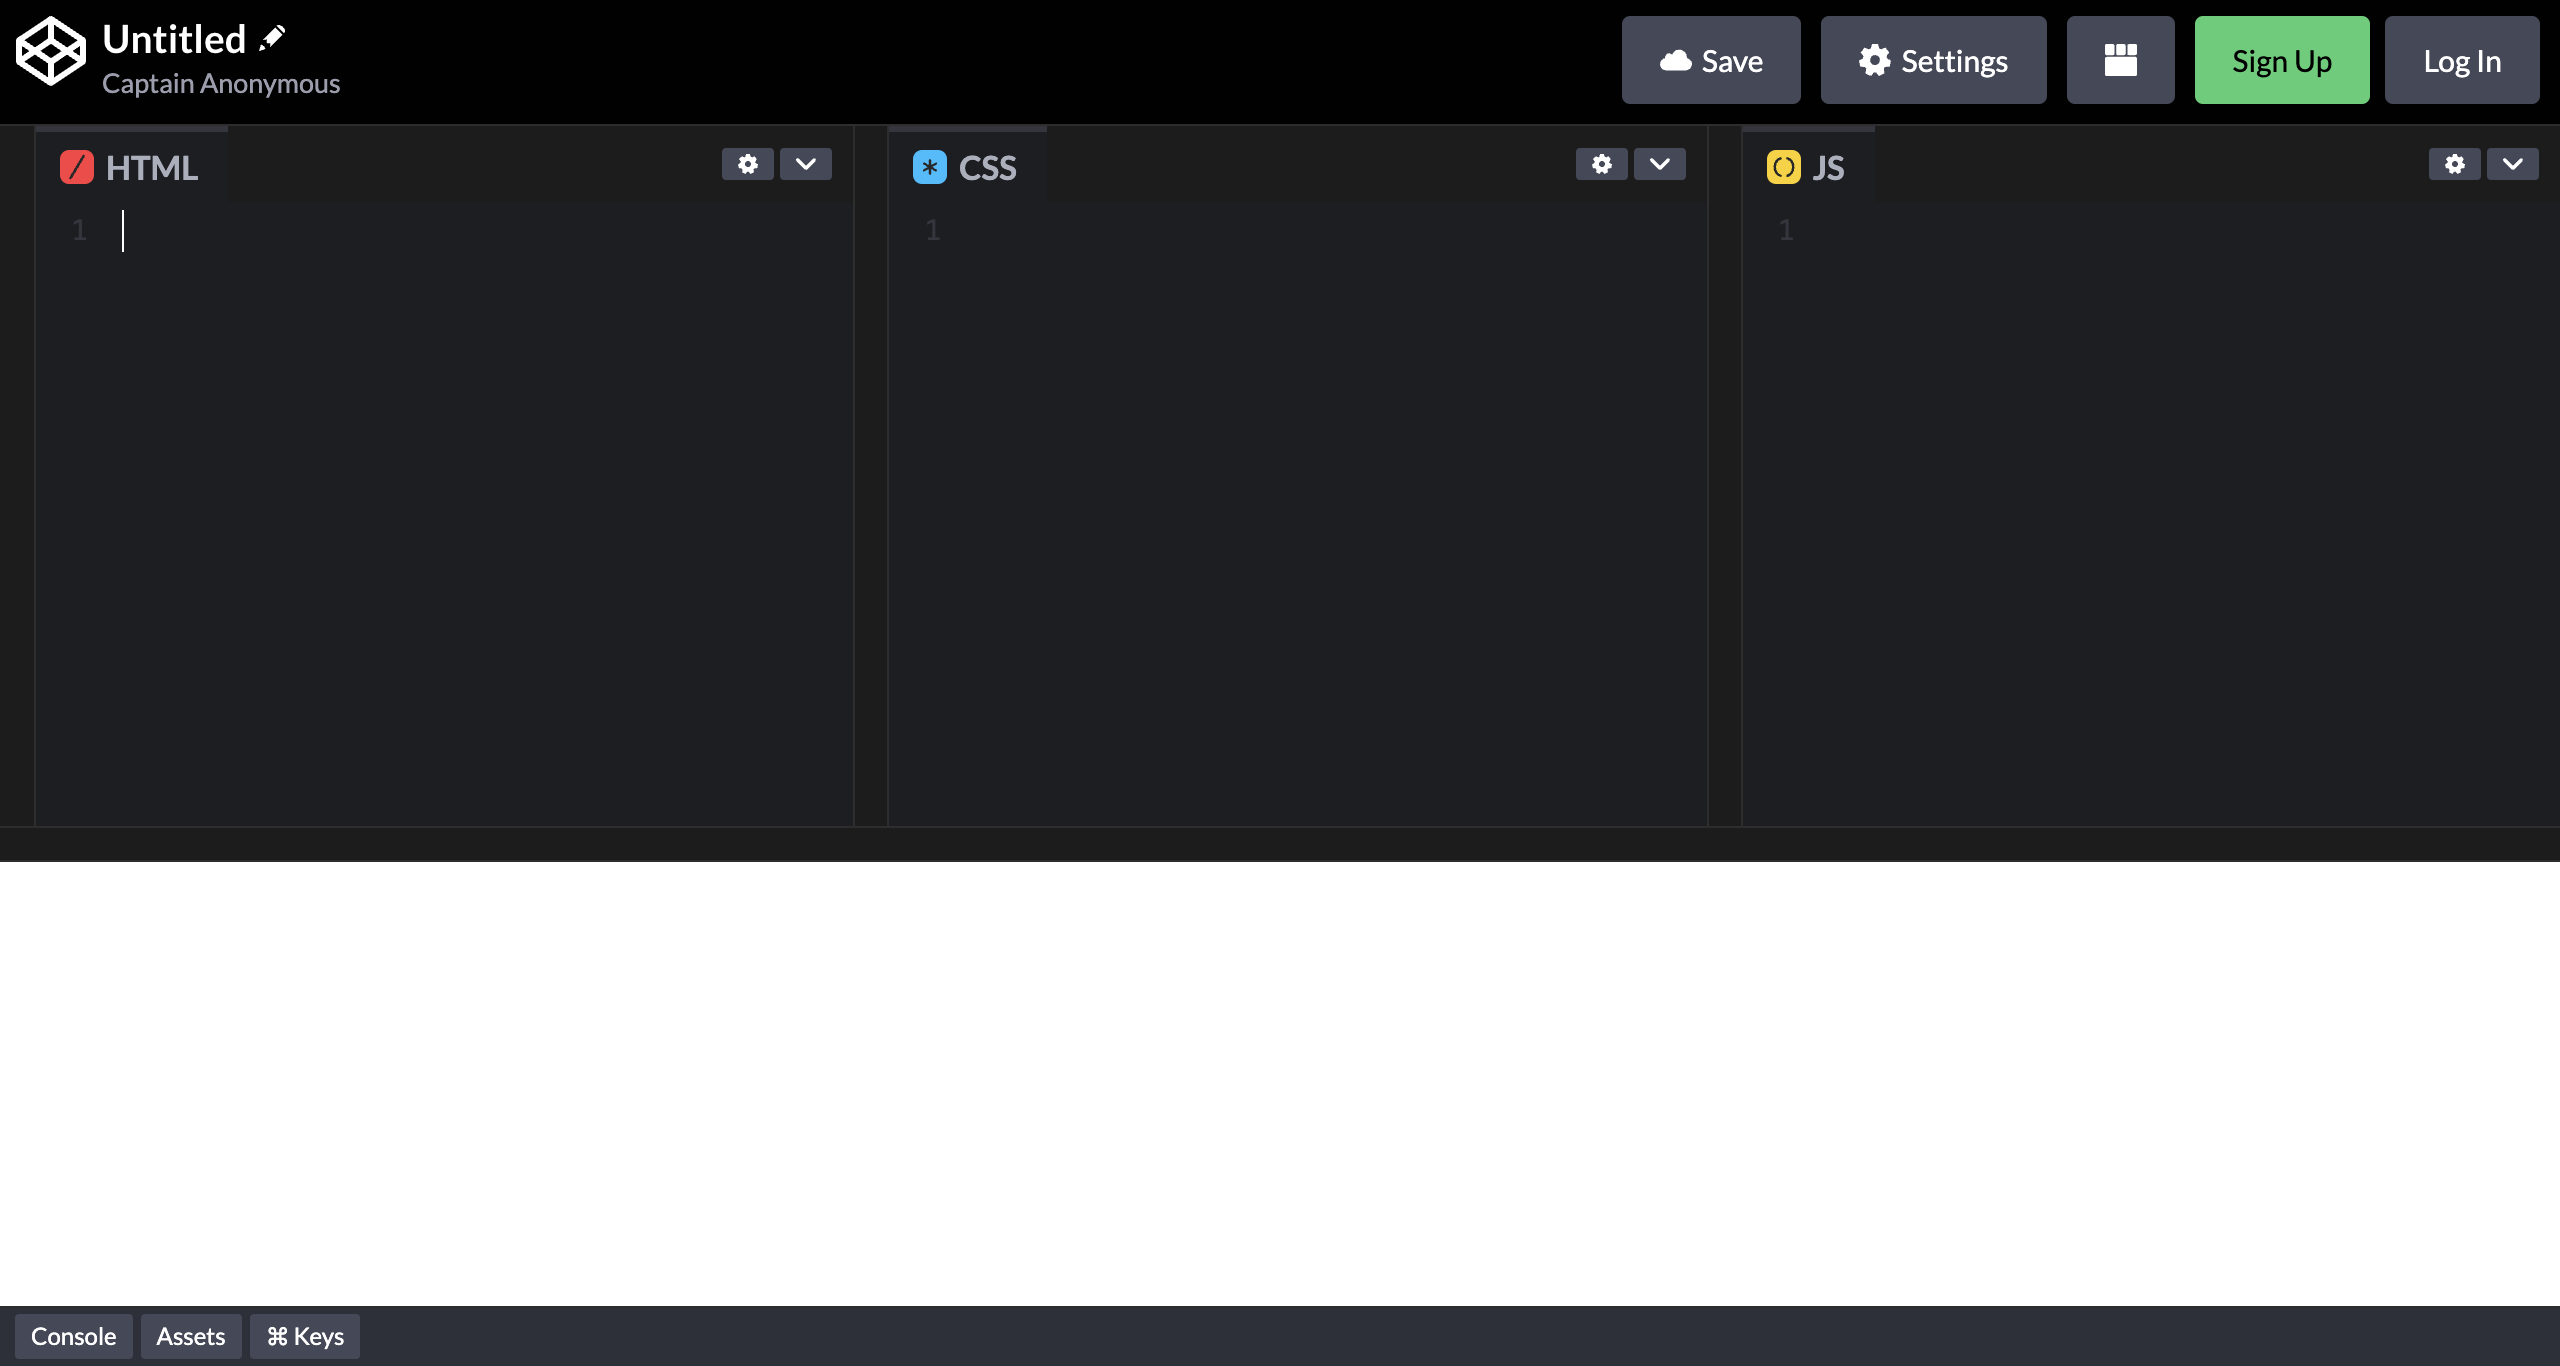 Untitled
Captain Anonymous
Save
Settings
Sign Up
Log In
HTML
CSS
JS
1
1
1
Console
Assets
⌘ Keys